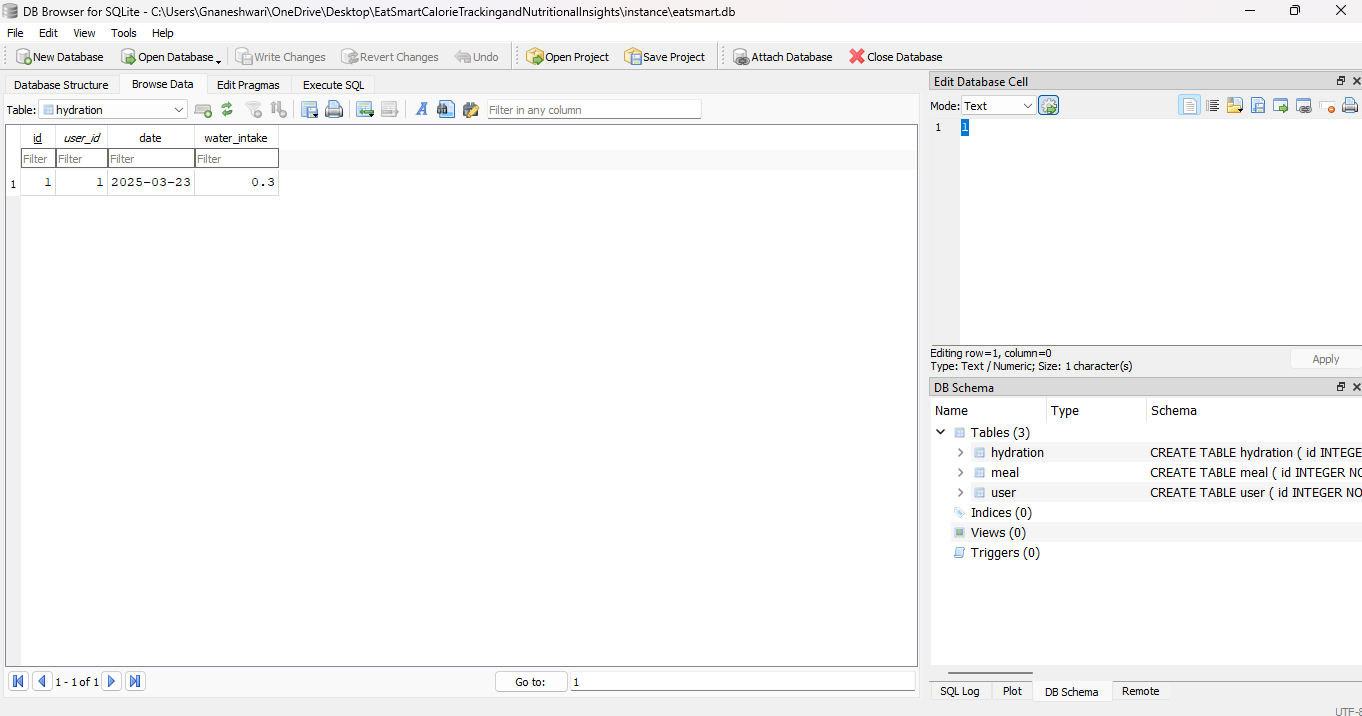 DB Browser for SQLite - C:\Users\Gnaneshwari\OneDrive\Desktop\EatSmartCalorieTrackingandNutritionalInsights\instance\eatsmart.db
File Edit View Tools Help
New Database Open Database Write Changes Revert Changes Undo Open Project Save Project Attach Database Close Database
Database Structure Browse Data Edit Pragmas Execute SQL
Table: hydration Filter in any column
id user_id date water_intake
Filter Filter Filter Filter
1 1 1 2025-03-23 0.3
1 - 1 of 1 Go to: 1
Edit Database Cell
Mode: Text
1 1
Editing row=1, column=0
Type: Text / Numeric; Size: 1 character(s)
Apply
DB Schema
Name Type Schema
Tables (3)
hydration CREATE TABLE hydration ( id INTEGE
meal CREATE TABLE meal ( id INTEGER NO
user CREATE TABLE user ( id INTEGER NO
Indices (0)
Views (0)
Triggers (0)
SQL Log Plot DB Schema Remote
UTF-8